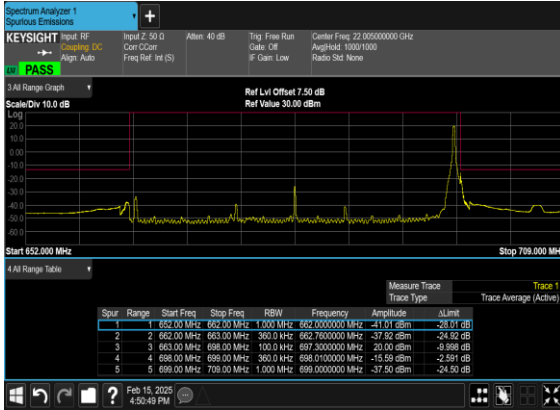 Spectrum Analyzer 1
Spurious Emissions
+
KEYSIGHT Input: RF Input Z: 50 Ω Atten: 40 dB Trig: Free Run Center Freq: 22.005000000 GHz
Coupling: DC Corr CCorr Gate: Off Avg|Hold: 1000/1000
Align: Auto Freq Ref: Int (S) IF Gain: Low Radio Std: None
PASS
3 All Range Graph
Ref Lvl Offset 7.50 dB
Scale/Div 10.0 dB Ref Value 30.00 dBm
Log
20.0
10.0
0.00
-10.0
-20.0
-30.0
-40.0
-50.0
-60.0
Start 652.000 MHz Stop 709.000 MH
4 All Range Table
Measure Trace Trace 1
Trace Type Trace Average (Active)
Spur Range Start Freq Stop Freq RBW Frequency Amplitude ΔLimit
1 1 652.00 MHz 662.00 MHz 1.000 MHz 662.0000000 MHz -41.01 dBm -28.01 dB
2 2 662.00 MHz 663.00 MHz 360.0 kHz 662.7600000 MHz -37.92 dBm -24.92 dB
3 3 663.00 MHz 698.00 MHz 100.0 kHz 697.3000000 MHz 20.00 dBm -9.998 dB
4 4 698.00 MHz 699.00 MHz 360.0 kHz 698.0100000 MHz -15.59 dBm -2.591 dB
5 5 699.00 MHz 709.00 MHz 1.000 MHz 699.0000000 MHz -37.50 dBm -24.50 dB
?
Feb 15, 2025
4:50:49 PM